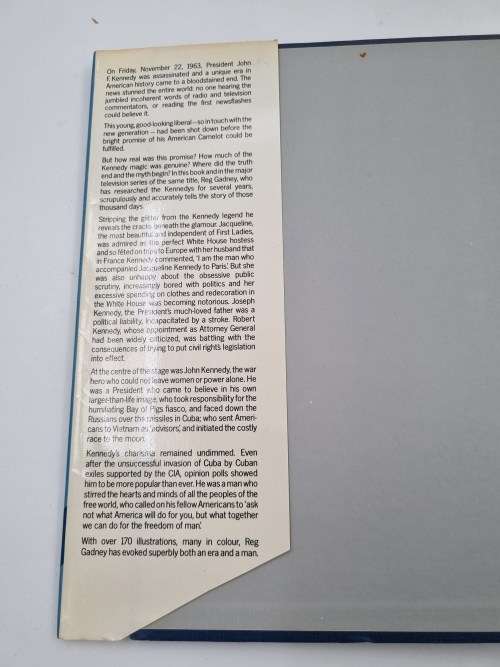 On Friday, November 22, 1963, President John
F. Kennedy was assassinated and a unique era in
American history came to a bloodstained end. The
news stunned the entire world: no one hearing the
jumbled incoherent words of radio and television
commentators, or reading the first newsflashes
could believe it.
This young, good-looking liberal—so in touch with the
new generation – had been shot down before the
bright promise of his American Camelot could be
fulfilled.
But how real was this promise? How much of the
Kennedy magic was genuine? Where did the truth
end and the myth begin? In this book and in the major
television series of the same title, Reg Gadney, who
has researched the Kennedys for several years,
scrupulously and accurately tells the story of those
thousand days.
Stripping the glitter from the Kennedy legend he
reveals the cracks beneath the glamour. Jacqueline,
the most beautiful and independent of First Ladies,
was admired as the perfect White House hostess
and so fêted on trips to Europe with her husband that
in France Kennedy commented, 'I am the man who
accompanied Jacqueline Kennedy to Paris'. But she
was also unhappy about the obsessive public
scrutiny, increasingly bored with politics and her
excessive spending on clothes and redecoration in
the White House was becoming notorious. Joseph
Kennedy, the President's much-loved father was a
political liability, incapacitated by a stroke. Robert
Kennedy, whose appointment as Attorney General
had been widely criticized, was battling with the
consequences of trying to put civil rights legislation
into effect.
At the centre of the stage was John Kennedy, the war
hero who could not leave women or power alone. He
was a President who came to believe in his own
larger-than-life image; who took responsibility for the
humiliating Bay of Pigs fiasco, and faced down the
Russians over the missiles in Cuba; who sent Ameri-
cans to Vietnam as 'advisors', and initiated the costly
race to the moon.
Kennedy's charisma remained undimmed. Even
after the unsuccessful invasion of Cuba by Cuban
exiles supported by the CIA, opinion polls showed
him to be more popular than ever. He was a man who
stirred the hearts and minds of all the peoples of the
free world, who called on his fellow Americans to 'ask
not what America will do for you, but what together
we can do for the freedom of man'.
With over 170 illustrations, many in colour, Reg
Gadney has evoked superbly both an era and a man.